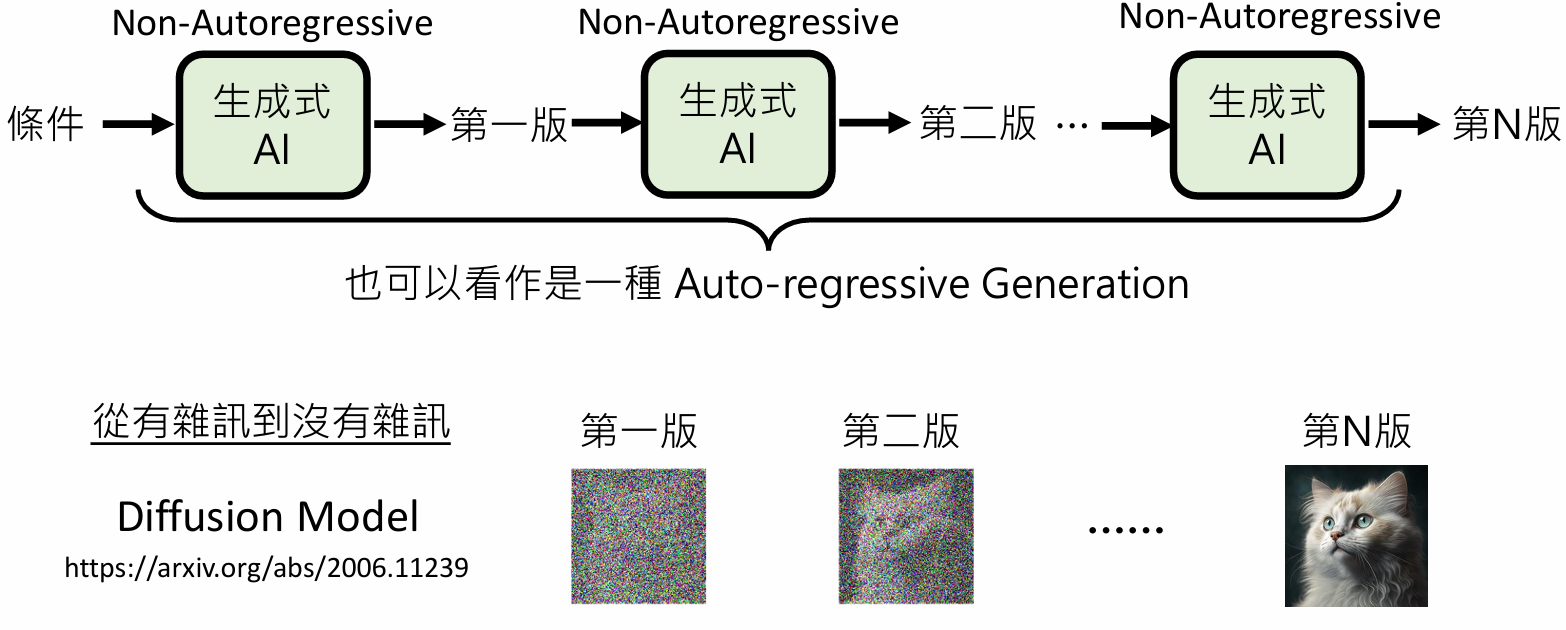 Non-Autoregressive
Non-Autoregressive
Non-Autoregressive
條件
生成式
AI
第一版
生成式
AI
第二版 …
生成式
AI
第N版
也可以看作是一種 Auto-regressive Generation
從有雜訊到沒有雜訊
第一版
第二版
第N版
Diffusion Model
……
https://arxiv.org/abs/2006.11239